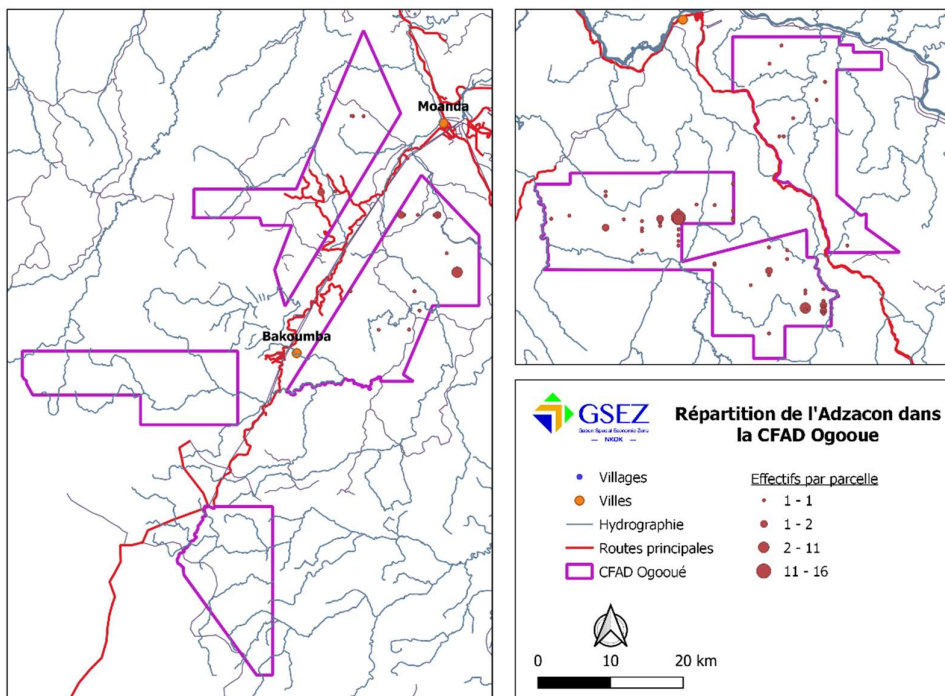 Moanda
Bakoumba
GSEZ
Gabon Special Economic Zone
— NKOK —
Répartition de l'Adzacon dans
la CFAD Ogooue
Villages
Villes
Hydrographie
Routes principales
CFAD Ogooué
Effectifs par parcelle
1 - 1
1 - 2
2 - 11
11 - 16
0 10 20 km